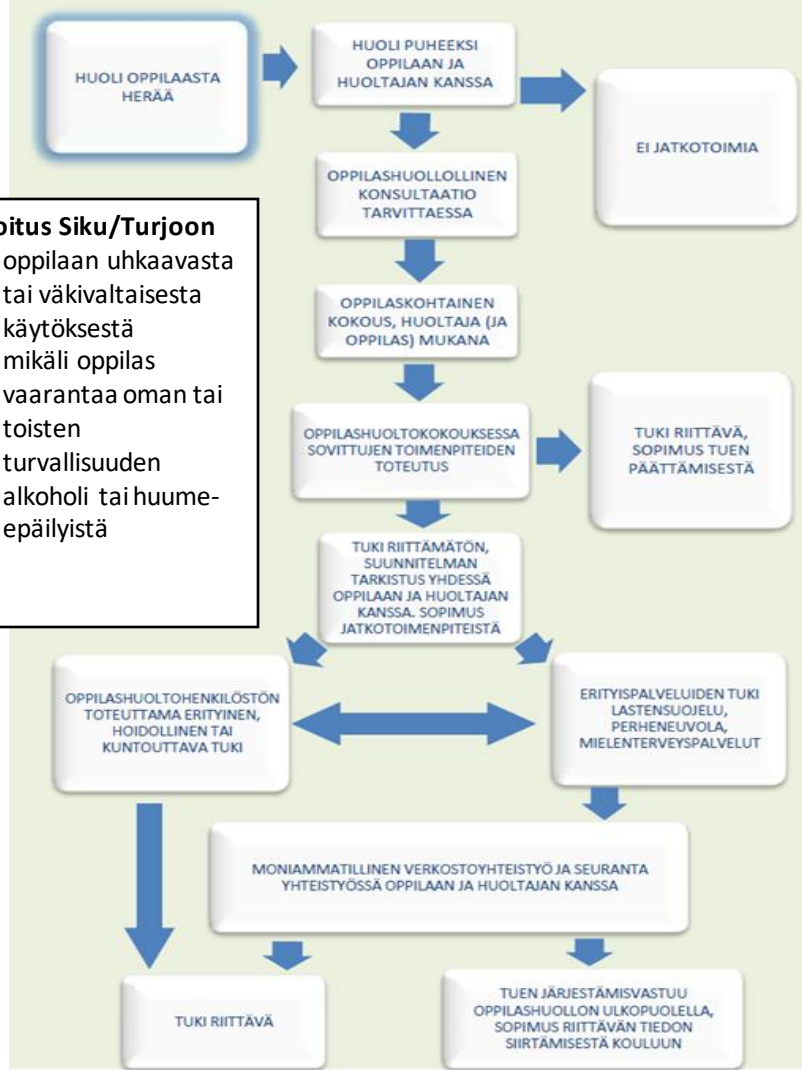 HUOLI OPPILAASTA
HERÄÄ
HUOLI PUHEEKSI
OPPILAAN JA
HUOLTAJAN KANSSA
EI JATKOTOIMIA
OPPILASHUOLLOLLINEN
KONSULTAATIO
TARVITTAESSA
oitus Siku/Turjoon
oppilaan uhkaavasta
tai väkivaltaisesta
käytöksestä
mikäli oppilas
vaarantaa oman tai
toisten
turvallisuuden
alkoholi tai huume-
epäilyistä
OPPILASKOHTAINEN
KOKOUS, HUOLTAJA (JA
OPPILAS) MUKANA
OPPILASHUOLTOKOKOUKSESSA
SOVITTUJEN TOIMENPITEIDEN
TOTEUTUS
TUKI RIITTÄVÄ,
SOPIMUS TUEN
PÄÄTTÄMISESTÄ
TUKI RIITTÄMÄTÖN,
SUUNNITELMAN
TARKISTUS YHDESSÄ
OPPILAAN JA HUOLTAJAN
KANSSA. SOPIMUS
JATKOTOIMENPITEISTÄ
OPPILASHUOLTOHENKILÖSTÖN
TOTEUTTAMA ERITYINEN,
HOIDOLLINEN TAI
KUNTOUTTAVA TUKI
ERITYISPALVELUIDEN TUKI
LASTENSUOJELU,
PERHENEUVOLA,
MIELENTERVEYSPALVELUT
MONIAMMATILLINEN VERKOSTOYHTEISTYÖ JA SEURANTA
YHTEISTYÖSSÄ OPPILAAN JA HUOLTAJAN KANSSA
TUKI RIITTÄVÄ
TUEN JÄRJESTÄMISVASTUU
OPPILASHUOLLON ULKOPUOLELLA,
SOPIMUS RIITTÄVÄN TIEDON
SIIRTÄMISESTÄ KOULUUN